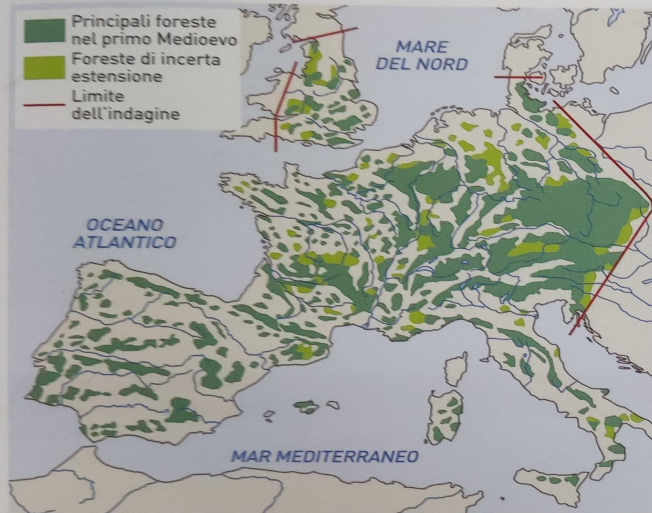 Principali foreste
nel primo Medioevo
Foreste di incerta
estensione
Limite
dell'indagine
MARE
DEL NORD
OCEANO
ATLANTICO
MAR MEDITERRANEO